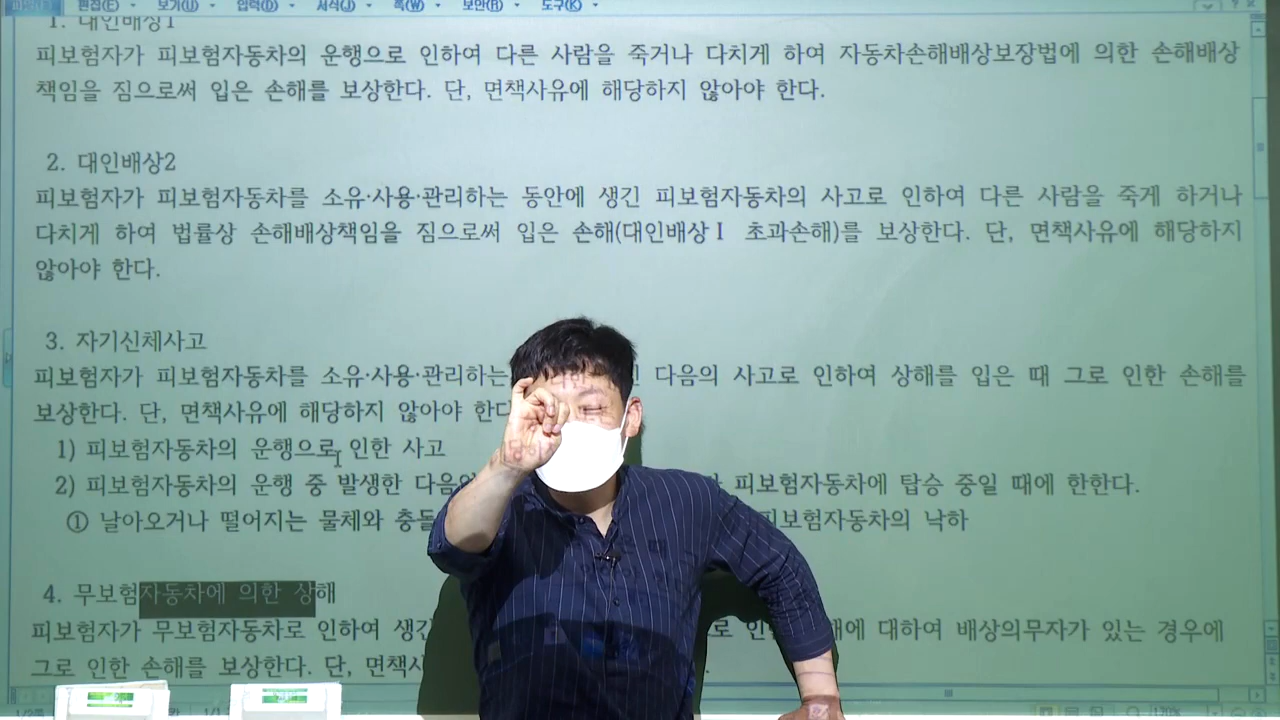 편집(E) 보기(U) 입력(D) 서식(J) 쪽(W) 보안(R) 도구(K)
1. 대인배상1
피보험자가 피보험자동차의 운행으로 인하여 다른 사람을 죽거나 다치게 하여 자동차손해배상보장법에 의한 손해배상
책임을 짐으로써 입은 손해를 보상한다. 단, 면책사유에 해당하지 않아야 한다.
2. 대인배상2
피보험자가 피보험자동차를 소유·사용·관리하는 동안에 생긴 피보험자동차의 사고로 인하여 다른 사람을 죽게 하거나
다치게 하여 법률상 손해배상책임을 짐으로써 입은 손해(대인배상Ⅰ 초과손해)를 보상한다. 단, 면책사유에 해당하지
않아야 한다.
3. 자기신체사고
피보험자가 피보험자동차를 소유·사용·관리하는 다음의 사고로 인하여 상해를 입은 때 그로 인한 손해를
보상한다. 단, 면책사유에 해당하지 않아야
1) 피보험자동차의 운행으로 인한 사고
2) 피보험자동차의 운행 중 발생한 피보험자동차에 탑승 중일 때에 한한다.
① 날아오거나 떨어지는 물체와 피보험자동차의 낙하
4. 무보험자동차에 의한 상해
피보험자가 무보험자동차로 인하여 대하여 배상의무자가 있는 경우에
그로 인한 손해를 보상한다. 단,